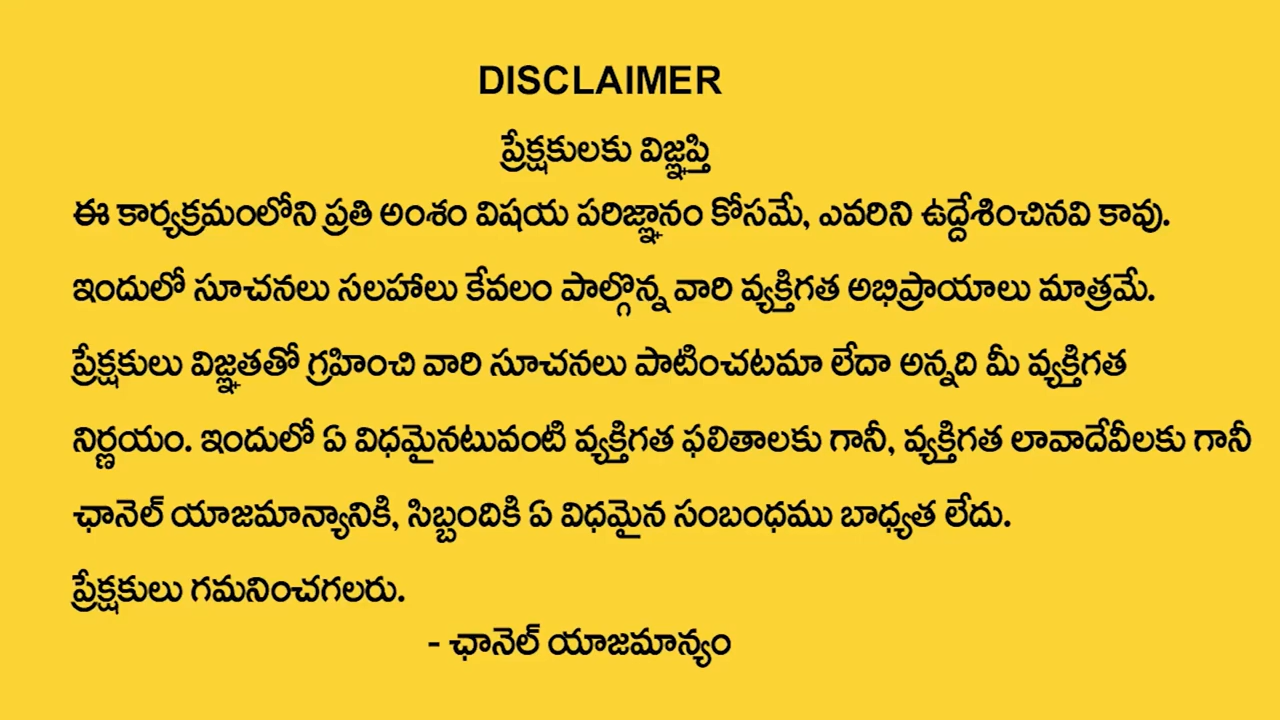 DISCLAIMER
ప్రేక్షకులకు విజ్ఞప్తి
ఈ కార్యక్రమంలోని ప్రతి అంశం విషయ పరిజ్ఞానం కోసమే, ఎవరిని ఉద్దేశించినవి కావు.
ఇందులో సూచనలు సలహాలు కేవలం పాల్గొన్న వారి వ్యక్తిగత అభిప్రాయాలు మాత్రమే.
ప్రేక్షకులు విజ్ఞతతో గ్రహించి వారి సూచనలు పాటించటమా లేదా అన్నది మీ వ్యక్తిగత
నిర్ణయం. ఇందులో ఏ విధమైనటువంటి వ్యక్తిగత ఫలితాలకు గానీ, వ్యక్తిగత లావాదేవీలకు గానీ
ఛానెల్ యాజమాన్యానికి, సిబ్బందికి ఏ విధమైన సంబంధము బాధ్యత లేదు.
ప్రేక్షకులు గమనించగలరు.
- ఛానెల్ యాజమాన్యం